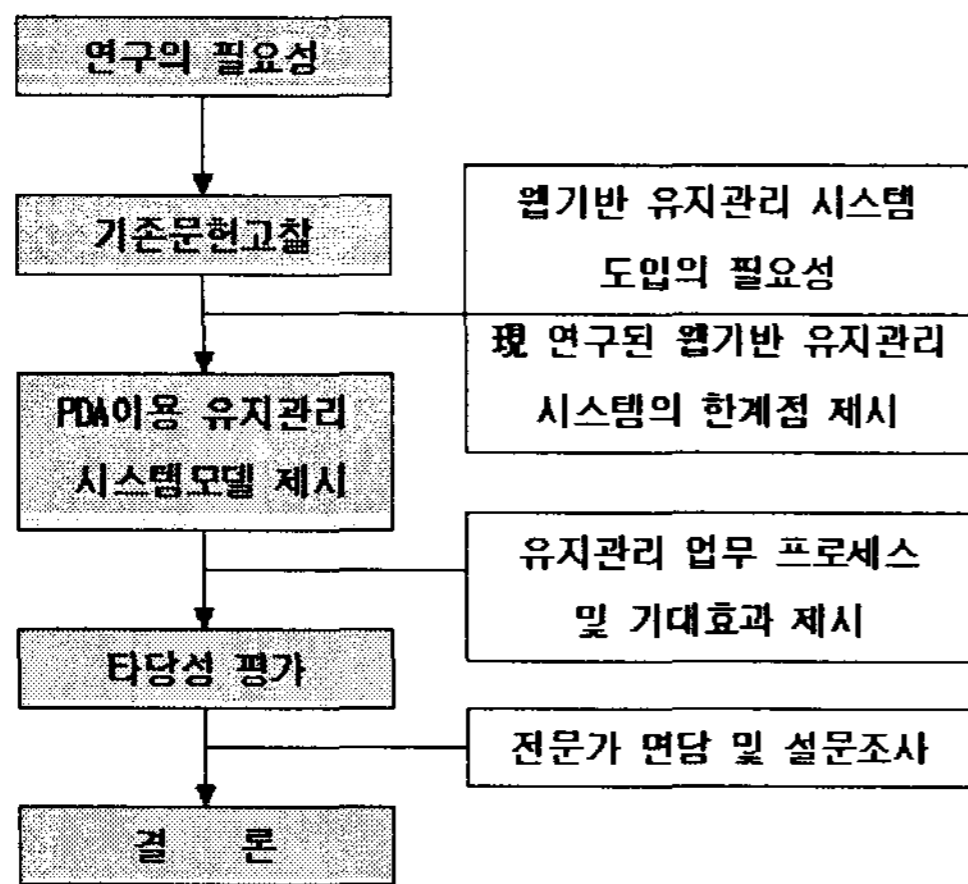 연구의 필요성
기존문헌고찰
웹기반 유지관리 시스템
도입의 필요성
現 연구된 웹기반 유지관리
시스템의 한계점 제시
PDA이용 유지관리
시스템모델 제시
유지관리 업무 프로세스
및 기대효과 제시
타당성 평가
전문가 면담 및 설문조사
결 론